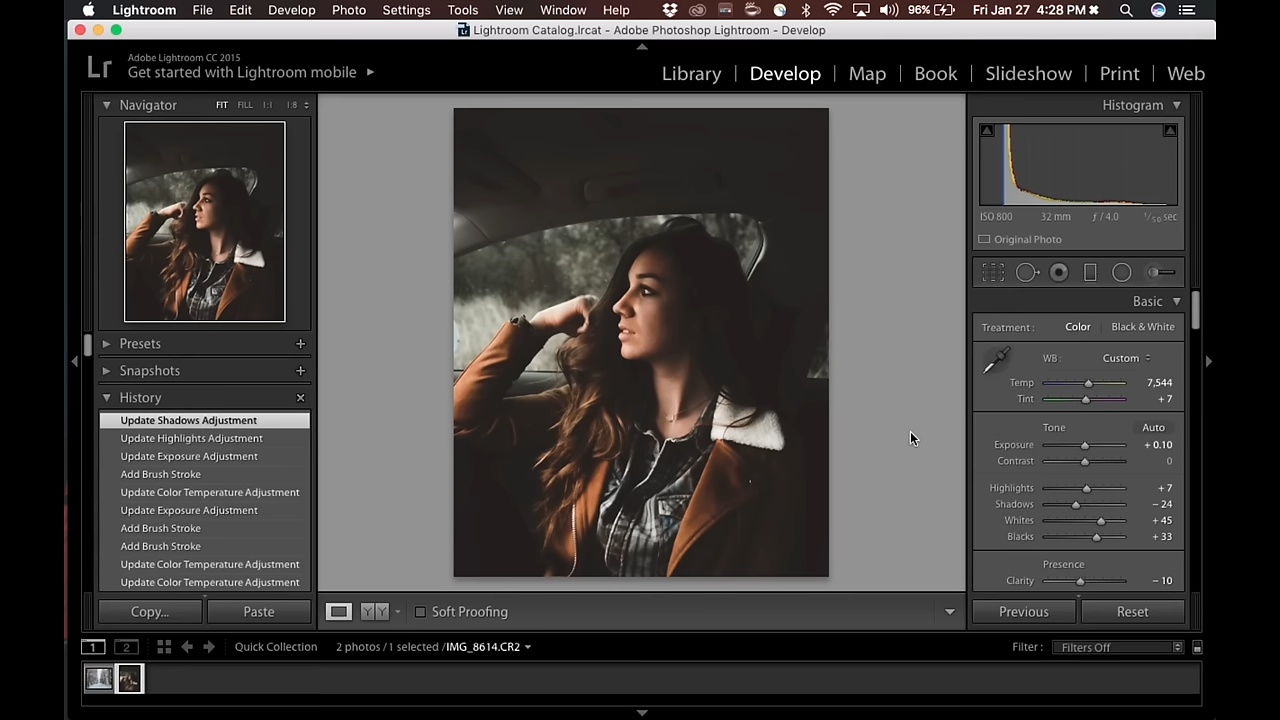 Lightroom File Edit Develop Photo Settings Tools View Window Help 96% Fri Jan 27 4:28 PM
Lightroom Catalog.lrcat - Adobe Photoshop Lightroom - Develop
Lr
Adobe Lightroom CC 2015
Get started with Lightroom mobile
Library | Develop | Map | Book | Slideshow | Print | Web
Navigator FIT FILL 1:1 1:8
Presets
Snapshots
History
Update Shadows Adjustment
Update Highlights Adjustment
Update Exposure Adjustment
Add Brush Stroke
Update Color Temperature Adjustment
Update Exposure Adjustment
Add Brush Stroke
Add Brush Stroke
Update Color Temperature Adjustment
Update Color Temperature Adjustment
Copy... Paste
Soft Proofing
Histogram
ISO 800 32 mm ƒ / 4.0 1/50 sec
Original Photo
Basic
Treatment : Color Black & White
WB : Custom
Temp 7,544
Tint + 7
Tone Auto
Exposure + 0.10
Contrast 0
Highlights + 7
Shadows − 24
Whites + 45
Blacks + 33
Presence
Clarity − 10
Previous Reset
1 2 Quick Collection 2 photos / 1 selected / IMG_8614.CR2 Filter : Filters Off